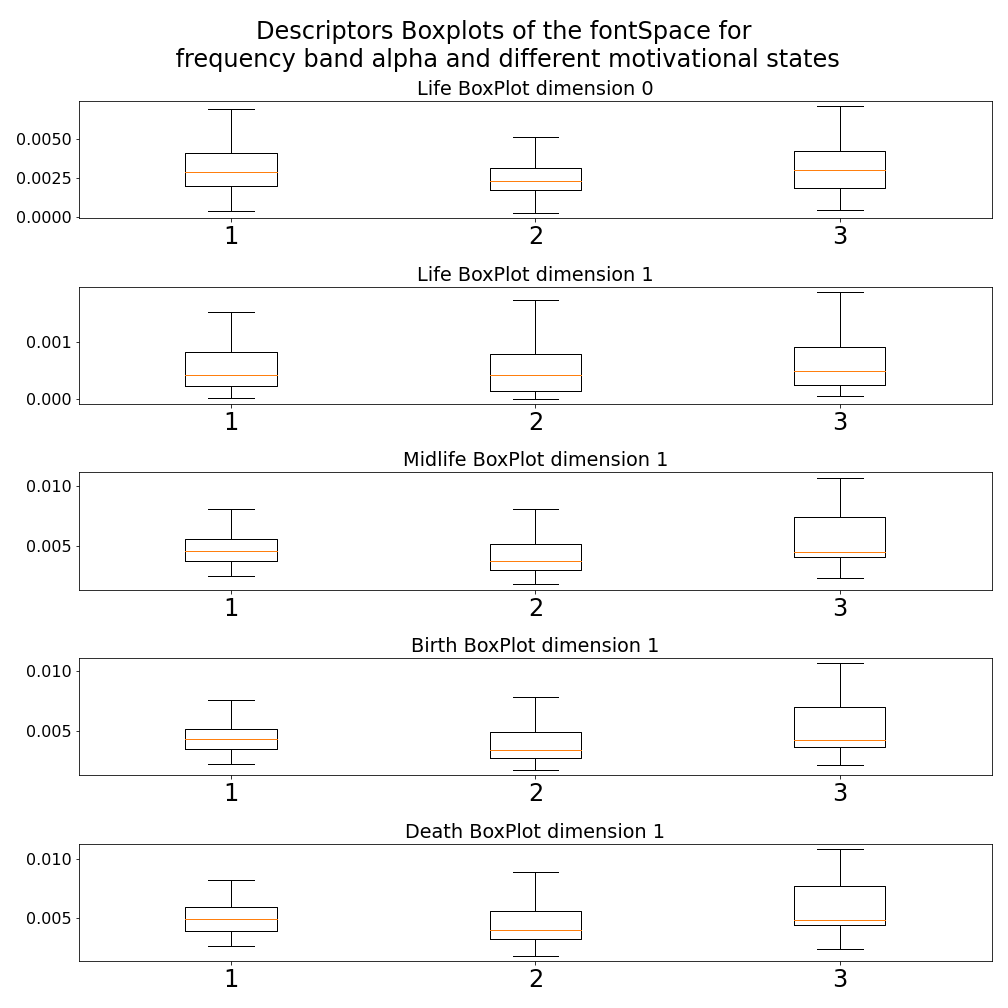 Descriptors Boxplots of the fontSpace for
frequency band alpha and different motivational states
Life BoxPlot dimension 0
0.0050
0.0025
0.0000
1 2 3
Life BoxPlot dimension 1
0.001
0.000
1 2 3
Midlife BoxPlot dimension 1
0.010
0.005
1 2 3
Birth BoxPlot dimension 1
0.010
0.005
1 2 3
Death BoxPlot dimension 1
0.010
0.005
1 2 3